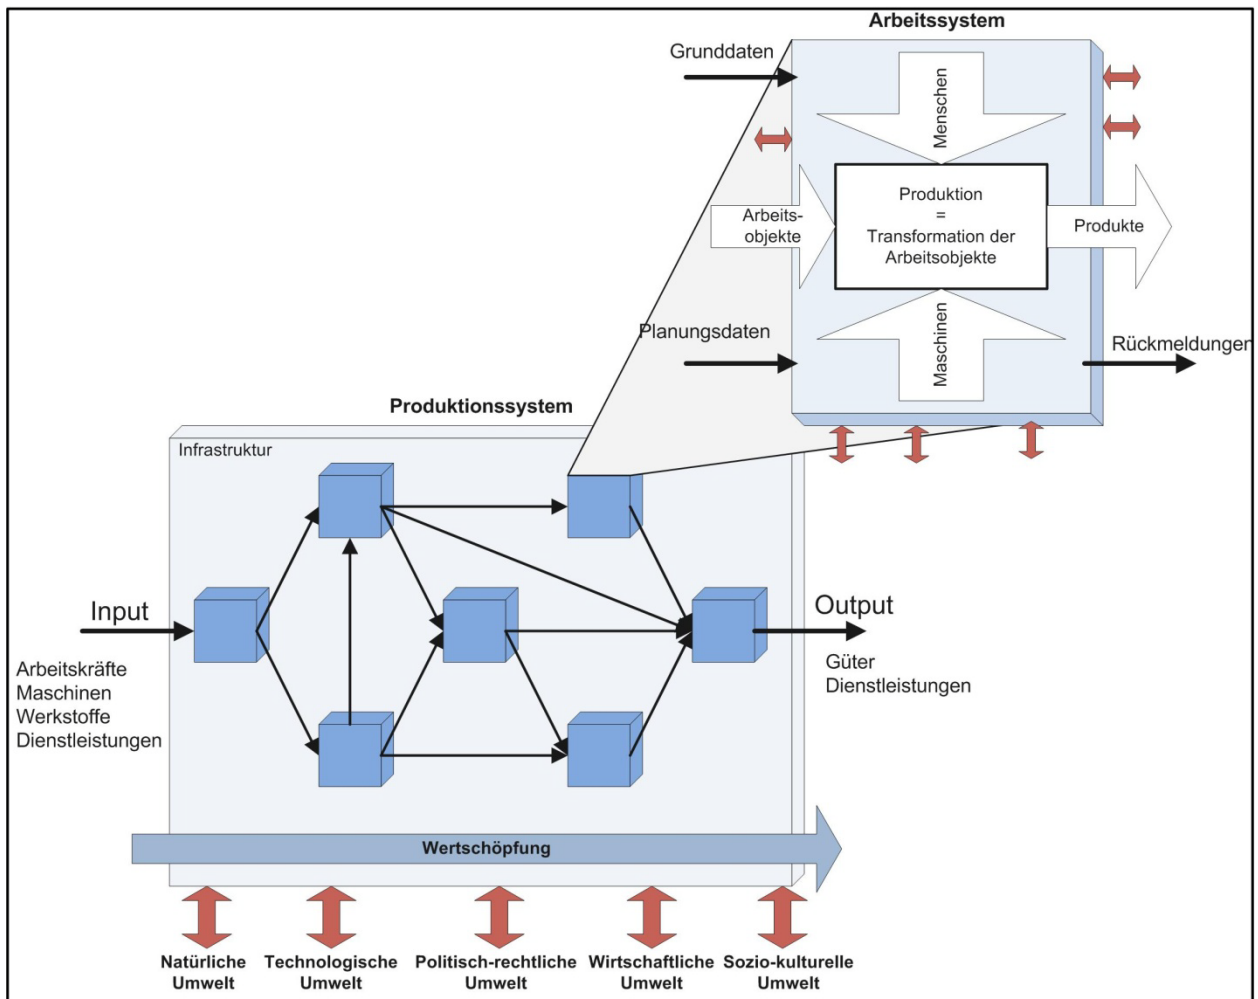 Arbeitssystem
Grunddaten
Menschen
Arbeits-
objekte
Produktion
=
Transformation der
Arbeitsobjekte
Produkte
Planungsdaten
Maschinen
Rückmeldungen
Produktionssystem
Infrastruktur
Input
Arbeitskräfte
Maschinen
Werkstoffe
Dienstleistungen
Output
Güter
Dienstleistungen
Wertschöpfung
Natürliche
Umwelt
Technologische
Umwelt
Politisch-rechtliche
Umwelt
Wirtschaftliche
Umwelt
Sozio-kulturelle
Umwelt